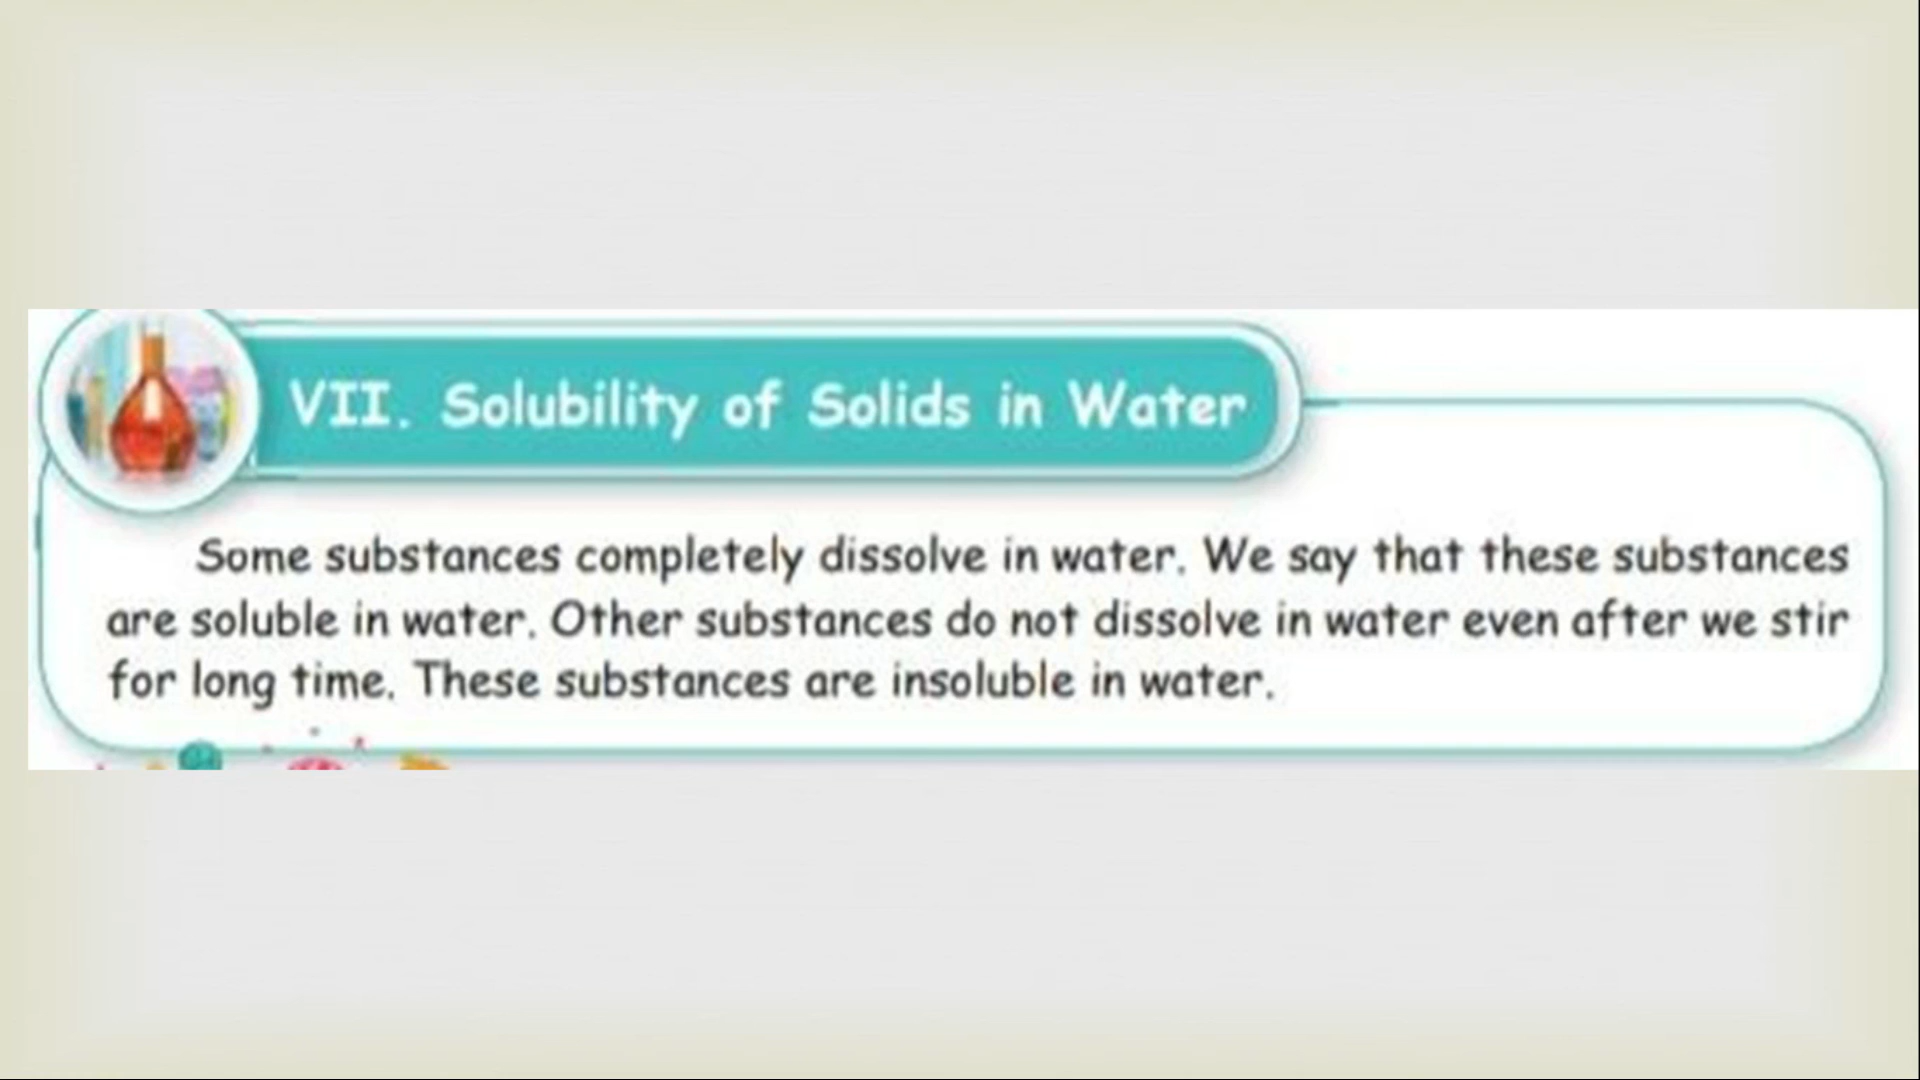 VII. Solubility of Solids in Water
Some substances completely dissolve in water. We say that these substances
are soluble in water. Other substances do not dissolve in water even after we stir
for long time. These substances are insoluble in water.